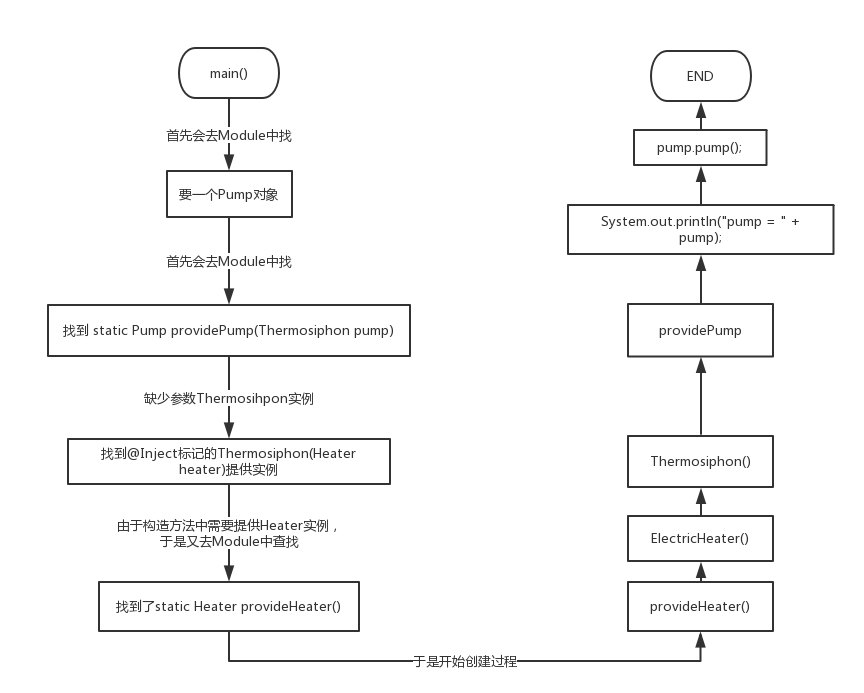 main()
首先会去Module中找
要一个Pump对象
首先会去Module中找
找到 static Pump providePump(Thermosiphon pump)
缺少参数Thermosihpon实例
找到@Inject标记的Thermosiphon(Heater
heater)提供实例
由于构造方法中需要提供Heater实例，
于是又去Module中查找
找到了static Heater provideHeater()
于是开始创建过程
provideHeater()
ElectricHeater()
Thermosiphon()
providePump
System.out.println("pump = " +
pump);
pump.pump();
END